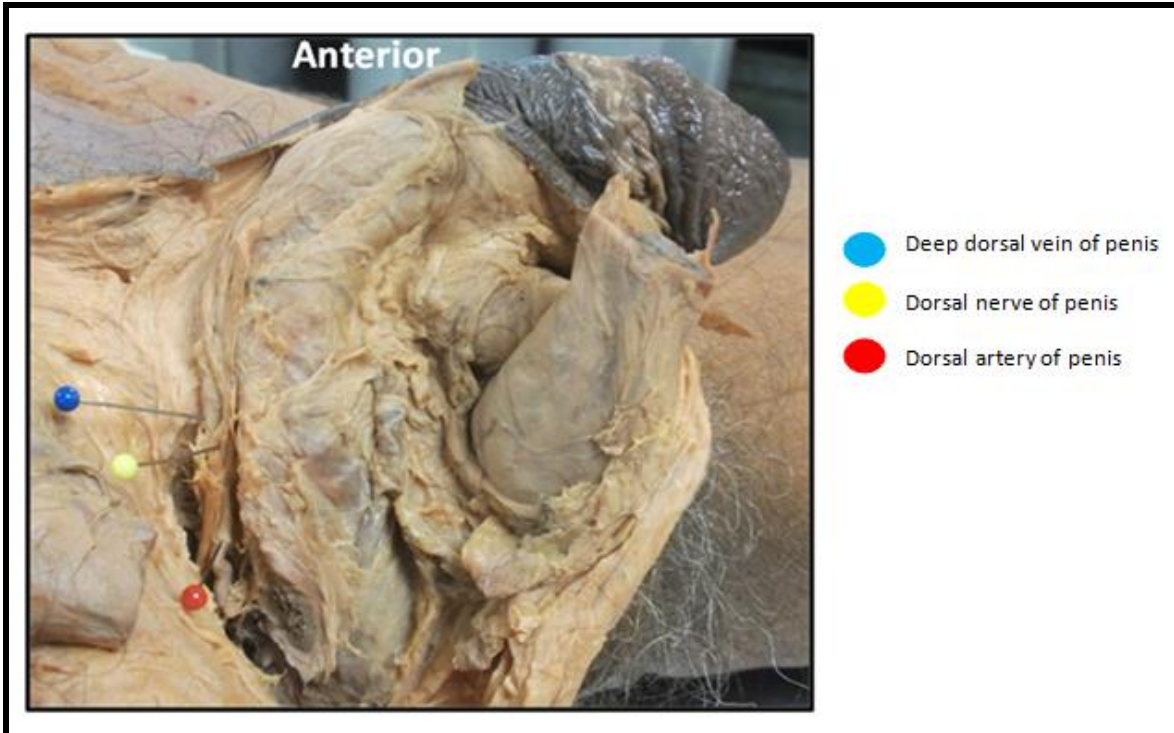 Anterior
Deep dorsal vein of penis
Dorsal nerve of penis
Dorsal artery of penis